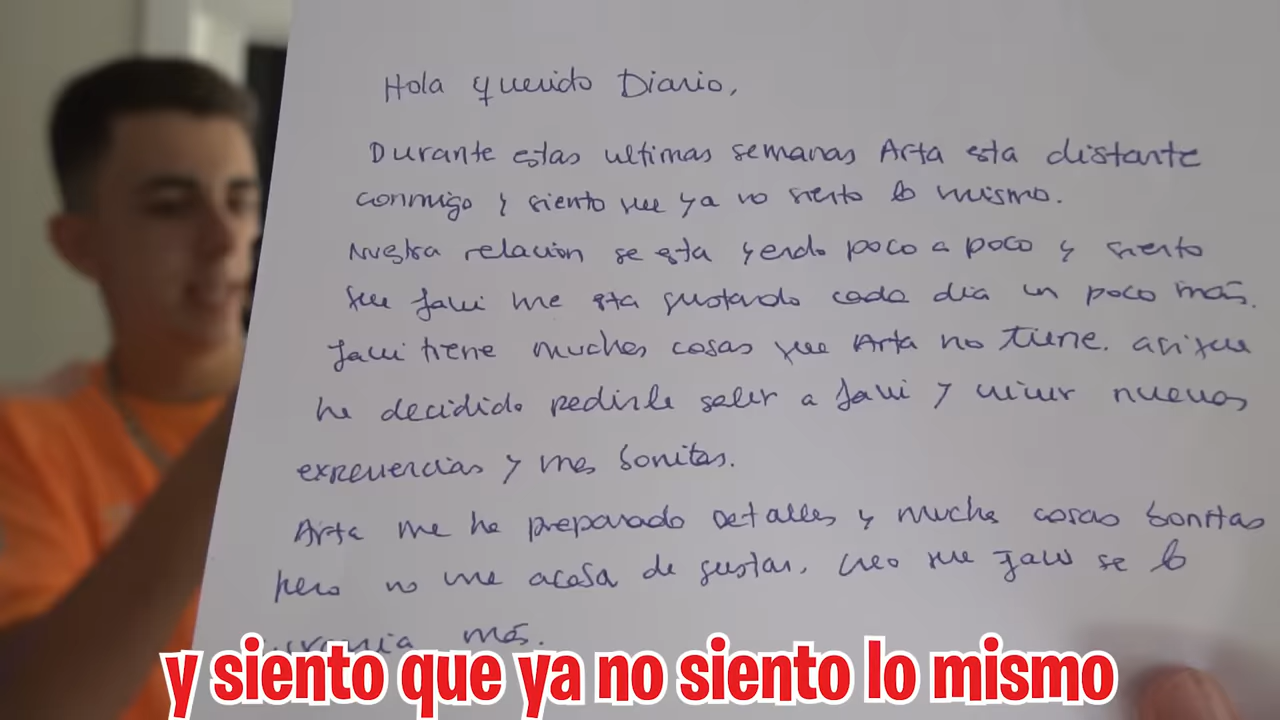 Hola querido Diario,
Durante estas ultimas semanas Arta esta distante
conmigo y siento que ya no siento lo mismo.
Nuestra relación se esta yendo poco a poco y siento
que Javi me esta gustando cada dia un poco más.
Javi tiene muchas cosas que Arta no tiene. asi que
he decidido pedirle salir a Javi y vivir nuevas
experiencias y mas bonitas.
Arta me ha preparado detalles y muchas cosas bonitas
pero no me acaba de gustar, creo que Javi se lo
más.
y siento que ya no siento lo mismo